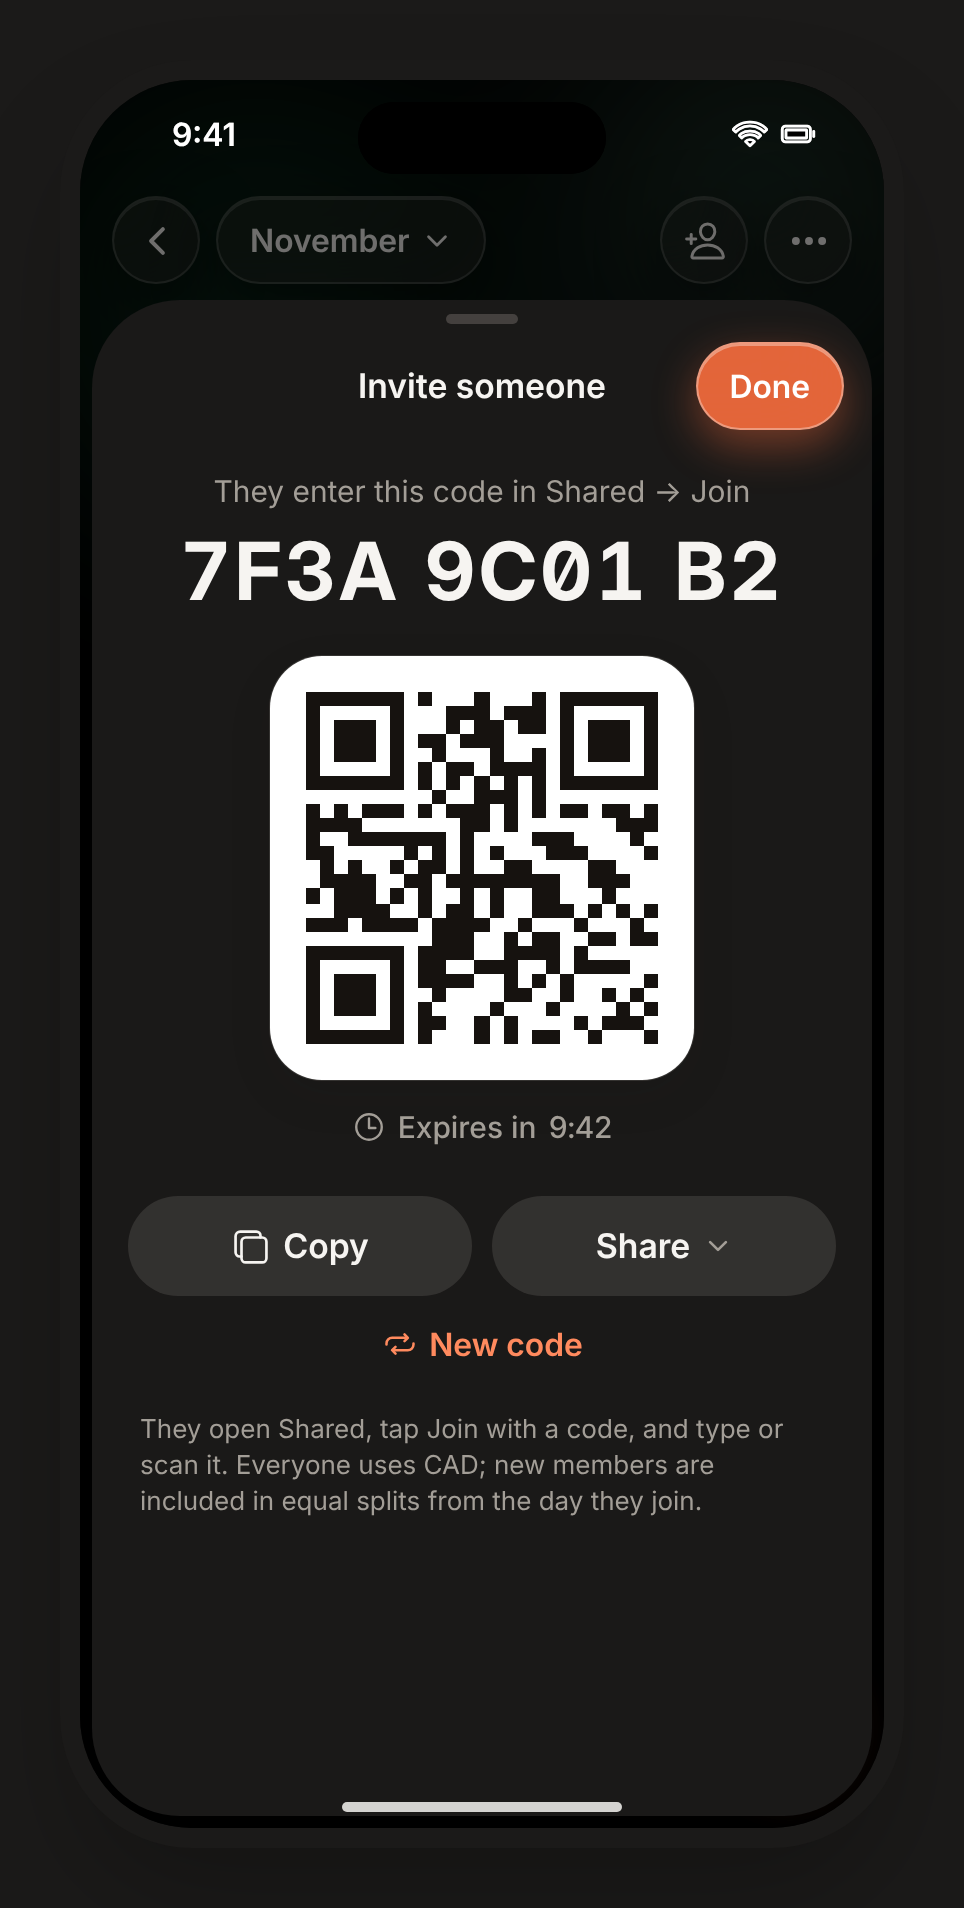 9:41
November
Invite someone
Done
They enter this code in Shared → Join
7F3A 9C01 B2
Expires in 9:42
Copy
Share
New code
They open Shared, tap Join with a code, and type or
scan it. Everyone uses CAD; new members are
included in equal splits from the day they join.